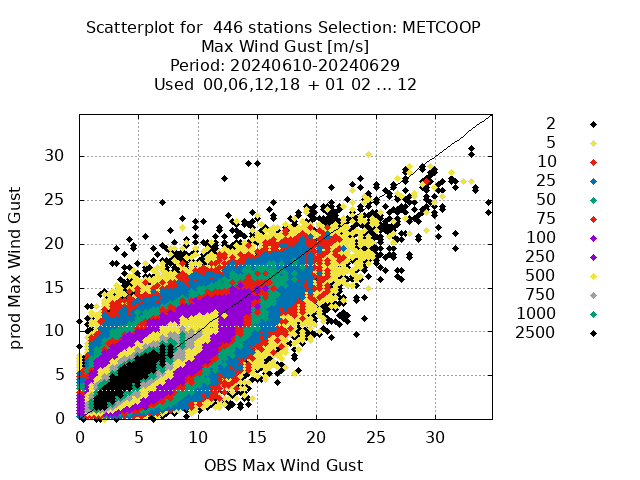 Scatterplot for  446 stations Selection: METCOOP
Max Wind Gust [m/s]
Period: 20240610-20240629
Used  00,06,12,18 + 01 02 ... 12
prod Max Wind Gust
30
25
20
15
10
5
0
0 5 10 15 20 25 30
OBS Max Wind Gust
2
5
10
25
50
75
100
250
500
750
1000
2500